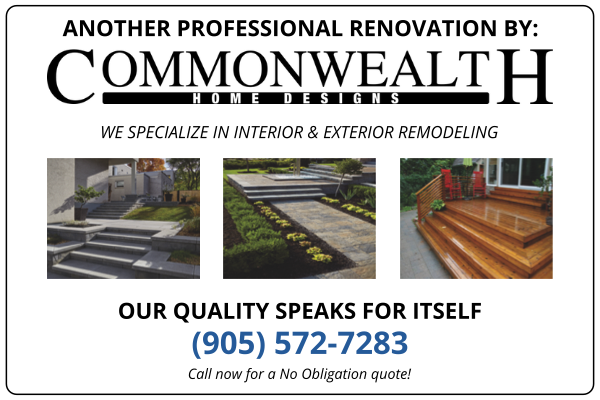 ANOTHER PROFESSIONAL RENOVATION BY:
COMMONWEALTH
HOME DESIGNS
WE SPECIALIZE IN INTERIOR & EXTERIOR REMODELING
OUR QUALITY SPEAKS FOR ITSELF
(905) 572-7283
Call now for a No Obligation quote!